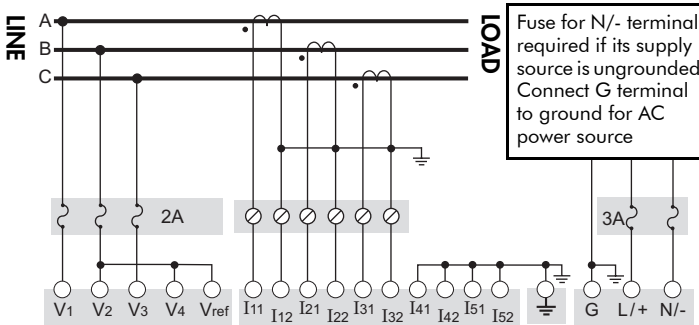 LINE
A
B
C
LOAD
Fuse for N/- terminal
required if its supply
source is ungrounded
Connect G terminal
to ground for AC
power source
2A
3A
V1 V2 V3 V4 Vref I11 I12 I21 I22 I31 I32 I41 I42 I51 I52 G L/+ N/-